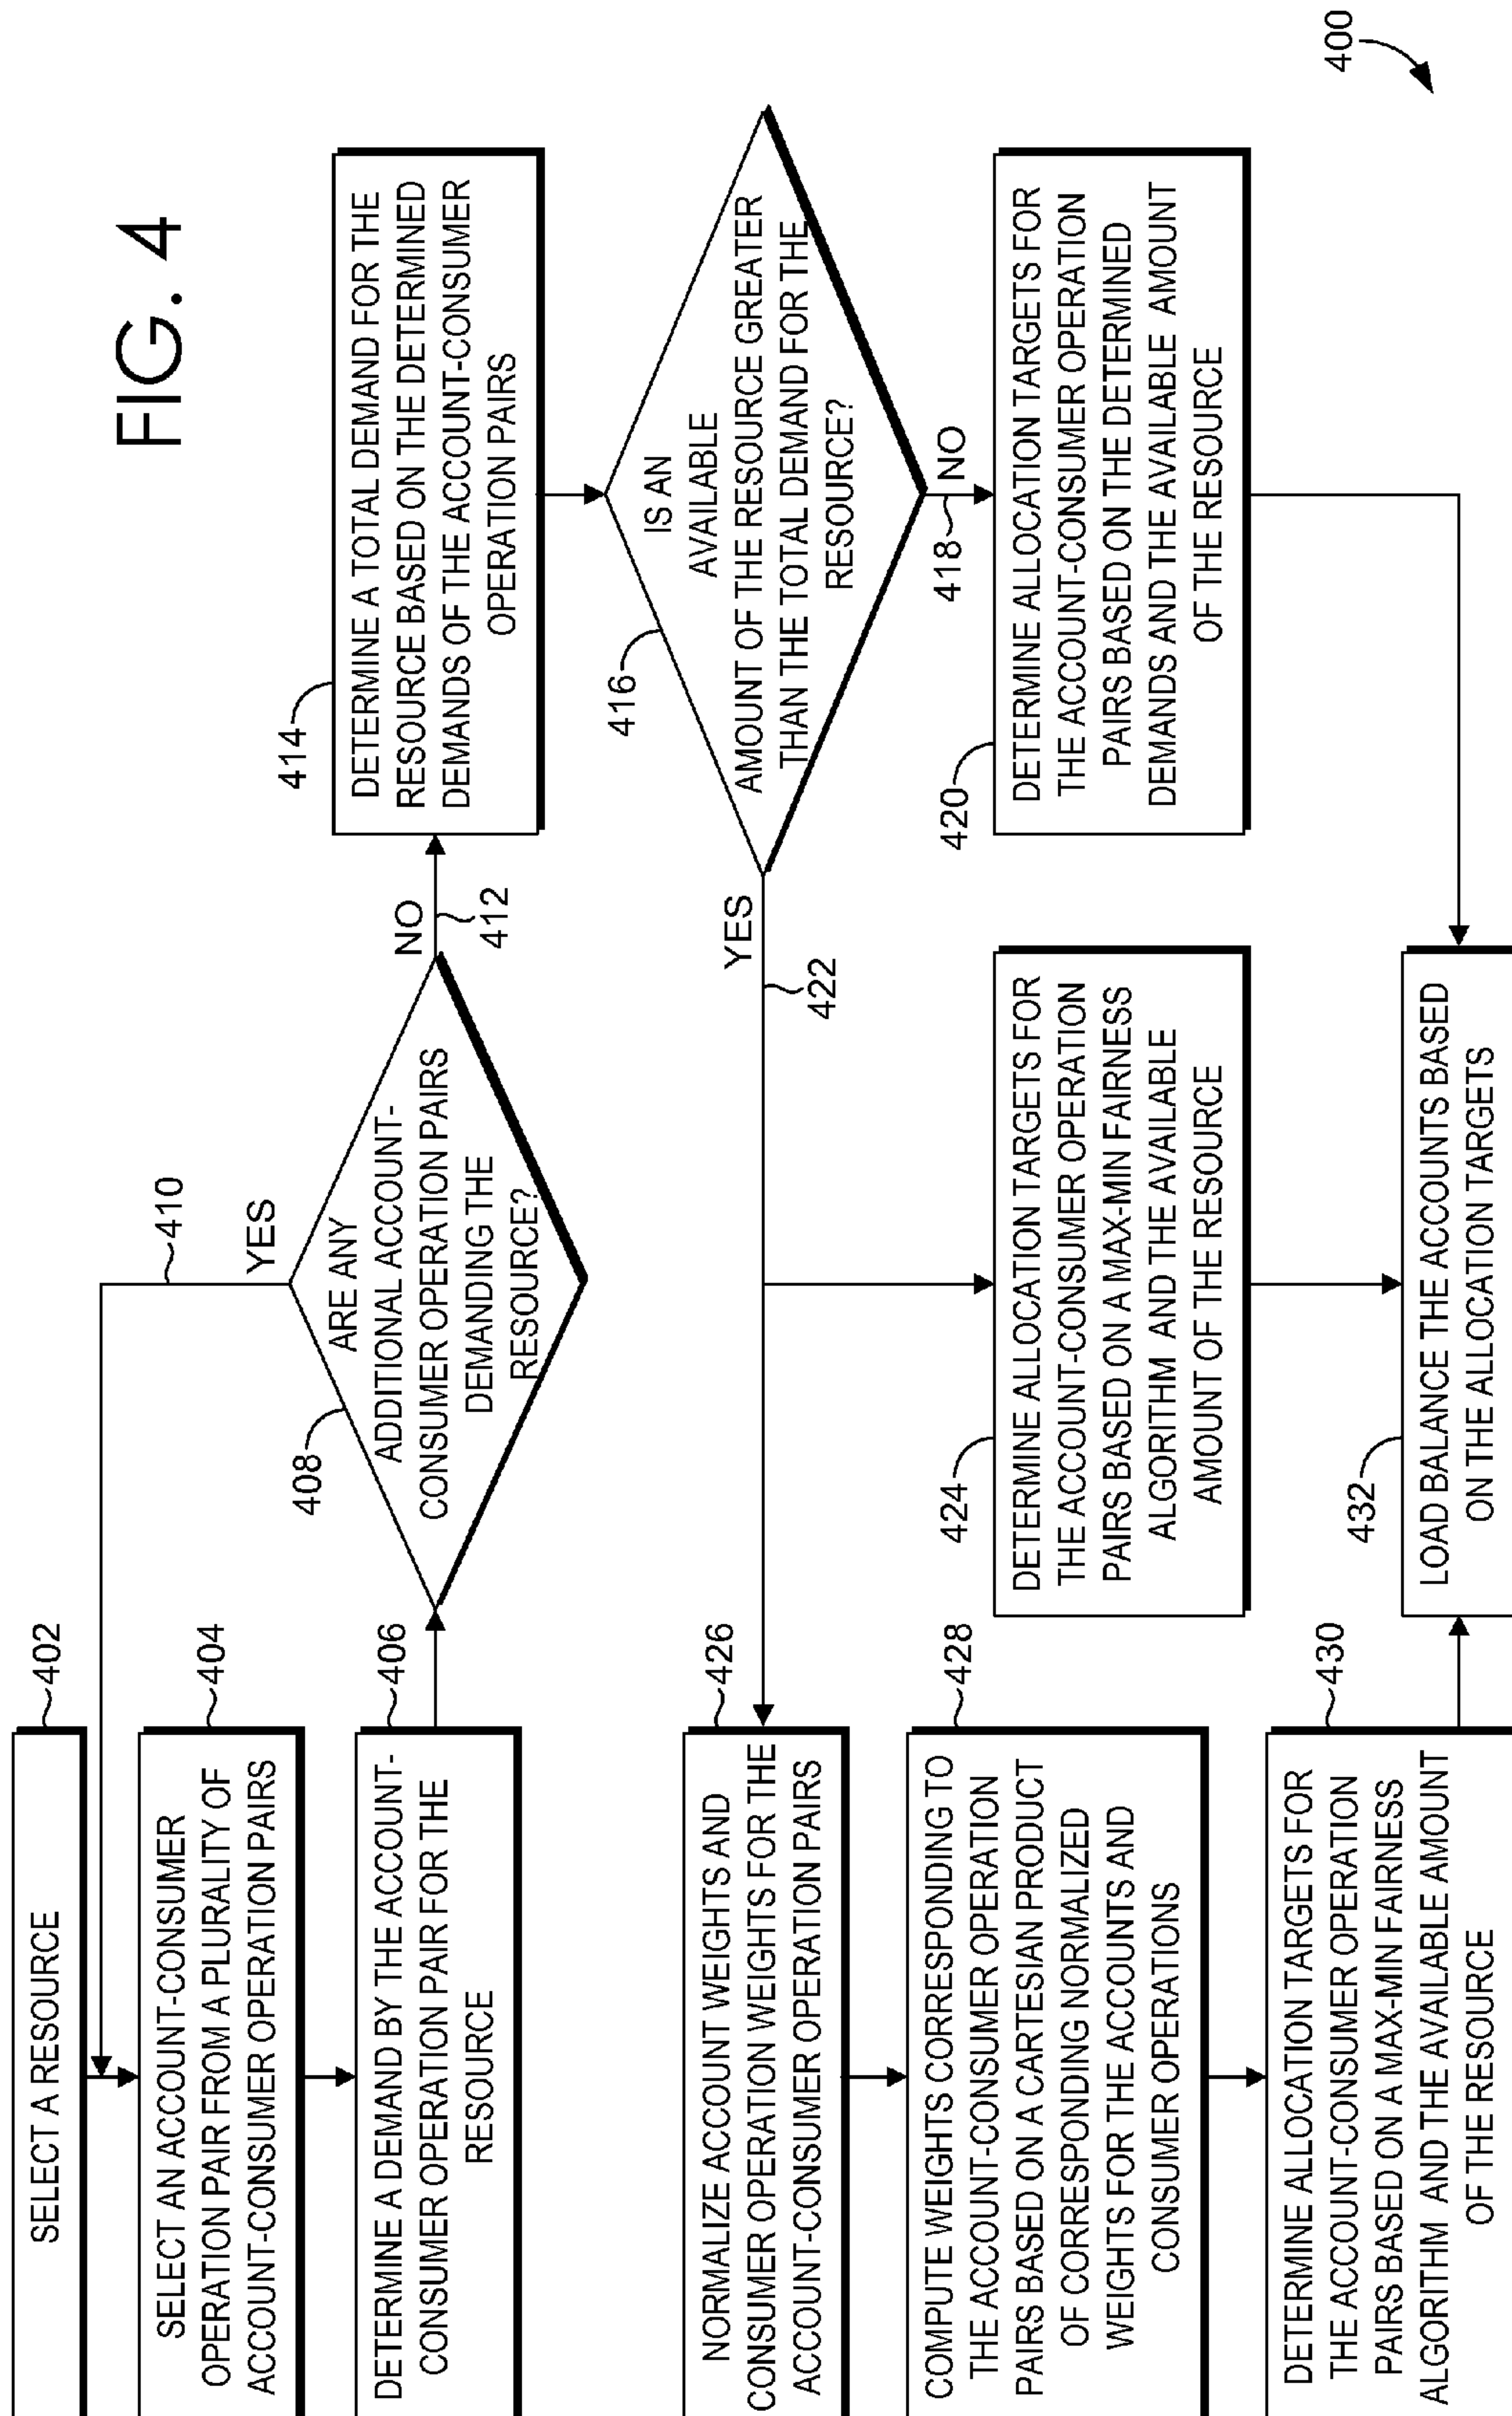 FIG. 4
400
SELECT A RESOURCE
402
SELECT AN ACCOUNT-CONSUMER
OPERATION PAIR FROM A PLURALITY OF
ACCOUNT-CONSUMER OPERATION PAIRS
404
DETERMINE A DEMAND BY THE ACCOUNT-
CONSUMER OPERATION PAIR FOR THE
RESOURCE
406
408
ARE ANY
ADDITIONAL ACCOUNT-
CONSUMER OPERATION PAIRS
DEMANDING THE
RESOURCE?
YES
410
NO
412
414
DETERMINE A TOTAL DEMAND FOR THE
RESOURCE BASED ON THE DETERMINED
DEMANDS OF THE ACCOUNT-CONSUMER
OPERATION PAIRS
416
IS AN
AVAILABLE
AMOUNT OF THE RESOURCE GREATER
THAN THE TOTAL DEMAND FOR THE
RESOURCE?
NO
418
420
DETERMINE ALLOCATION TARGETS FOR
THE ACCOUNT-CONSUMER OPERATION
PAIRS BASED ON THE DETERMINED
DEMANDS AND THE AVAILABLE AMOUNT
OF THE RESOURCE
YES
422
424
DETERMINE ALLOCATION TARGETS FOR
THE ACCOUNT-CONSUMER OPERATION
PAIRS BASED ON A MAX-MIN FAIRNESS
ALGORITHM AND THE AVAILABLE
AMOUNT OF THE RESOURCE
NORMALIZE ACCOUNT WEIGHTS AND
CONSUMER OPERATION WEIGHTS FOR THE
ACCOUNT-CONSUMER OPERATION PAIRS
426
COMPUTE WEIGHTS CORRESPONDING TO
THE ACCOUNT-CONSUMER OPERATION
PAIRS BASED ON A CARTESIAN PRODUCT
OF CORRESPONDING NORMALIZED
WEIGHTS FOR THE ACCOUNTS AND
CONSUMER OPERATIONS
428
DETERMINE ALLOCATION TARGETS FOR
THE ACCOUNT-CONSUMER OPERATION
PAIRS BASED ON A MAX-MIN FAIRNESS
ALGORITHM AND THE AVAILABLE AMOUNT
OF THE RESOURCE
430
432
LOAD BALANCE THE ACCOUNTS BASED
ON THE ALLOCATION TARGETS